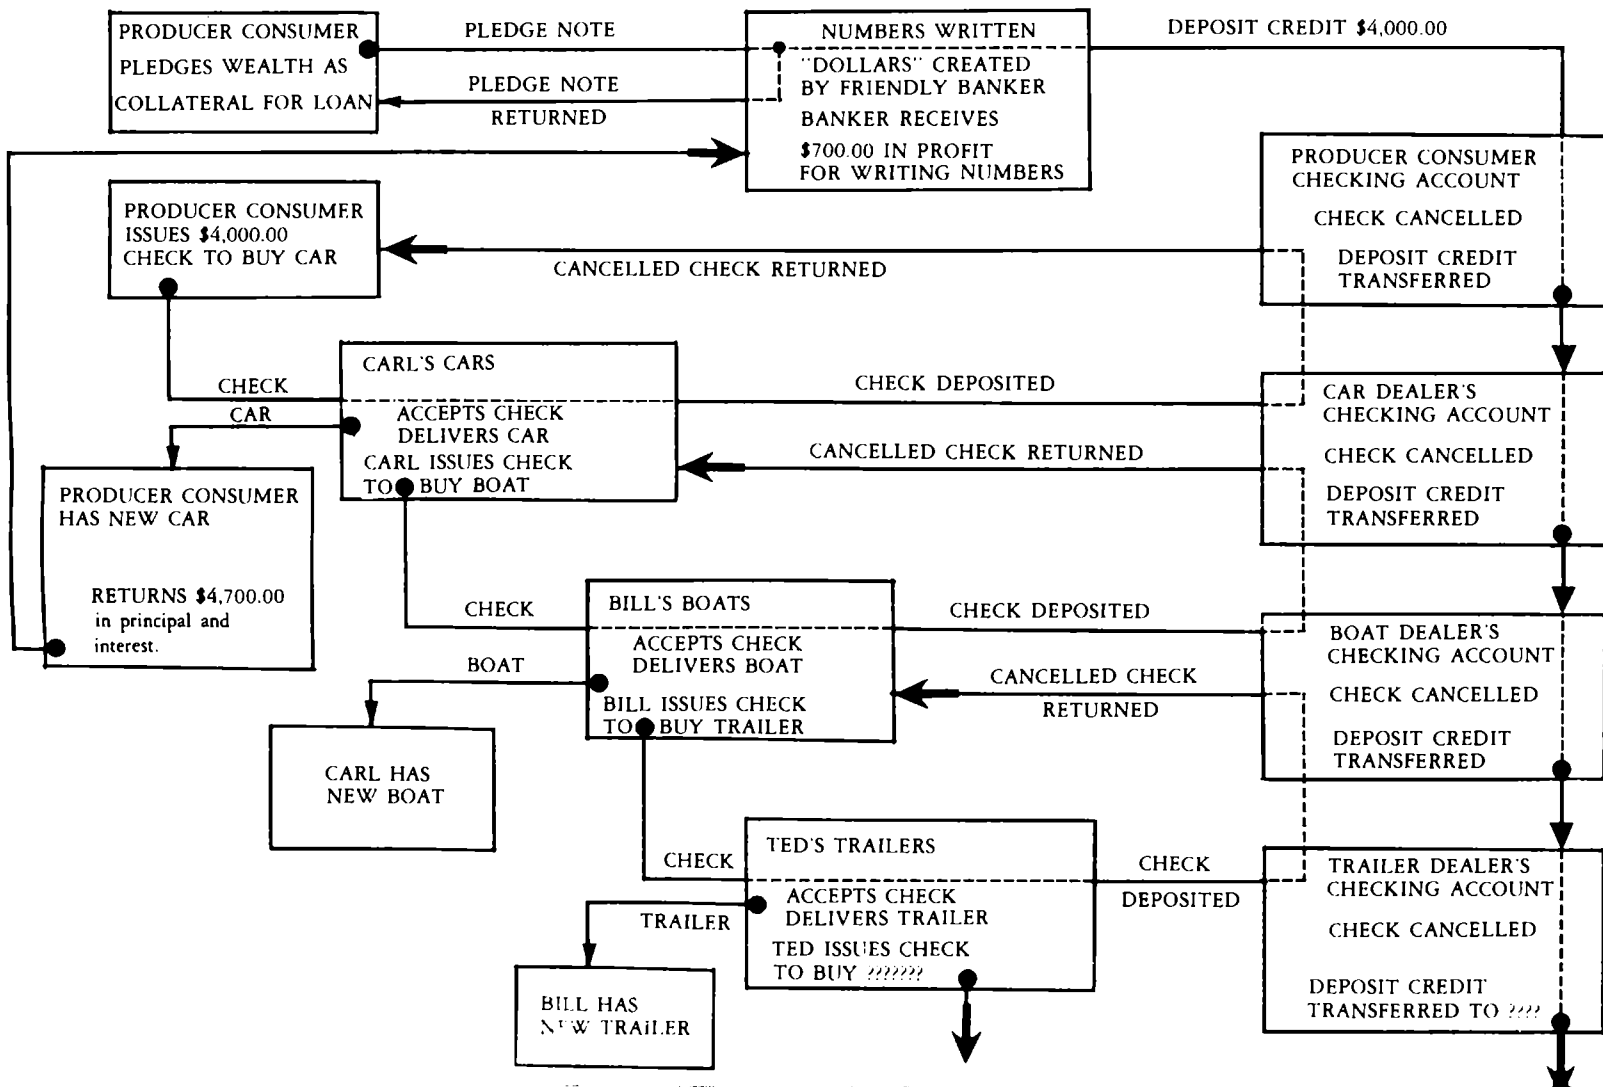 PRODUCER CONSUMER
PLEDGES WEALTH AS
COLLATERAL FOR LOAN
PLEDGE NOTE
PLEDGE NOTE
RETURNED
NUMBERS WRITTEN
"DOLLARS" CREATED
BY FRIENDLY BANKER
BANKER RECEIVES
$700.00 IN PROFIT
FOR WRITING NUMBERS
DEPOSIT CREDIT $4,000.00
PRODUCER CONSUMER
CHECKING ACCOUNT
CHECK CANCELLED
DEPOSIT CREDIT
TRANSFERRED
PRODUCER CONSUMER
ISSUES $4,000.00
CHECK TO BUY CAR
CANCELLED CHECK RETURNED
CHECK
CAR
CARL'S CARS
ACCEPTS CHECK
DELIVERS CAR
CARL ISSUES CHECK
TO BUY BOAT
CHECK DEPOSITED
CANCELLED CHECK RETURNED
CAR DEALER'S
CHECKING ACCOUNT
CHECK CANCELLED
DEPOSIT CREDIT
TRANSFERRED
PRODUCER CONSUMER
HAS NEW CAR
RETURNS $4,700.00
in principal and
interest.
CHECK
BOAT
BILL'S BOATS
ACCEPTS CHECK
DELIVERS BOAT
BILL ISSUES CHECK
TO BUY TRAILER
CHECK DEPOSITED
CANCELLED CHECK
RETURNED
BOAT DEALER'S
CHECKING ACCOUNT
CHECK CANCELLED
DEPOSIT CREDIT
TRANSFERRED
CARL HAS
NEW BOAT
CHECK
TRAILER
TED'S TRAILERS
ACCEPTS CHECK
DELIVERS TRAILER
TED ISSUES CHECK
TO BUY ???????
CHECK
DEPOSITED
TRAILER DEALER'S
CHECKING ACCOUNT
CHECK CANCELLED
DEPOSIT CREDIT
TRANSFERRED TO ????
BILL HAS
NEW TRAILER